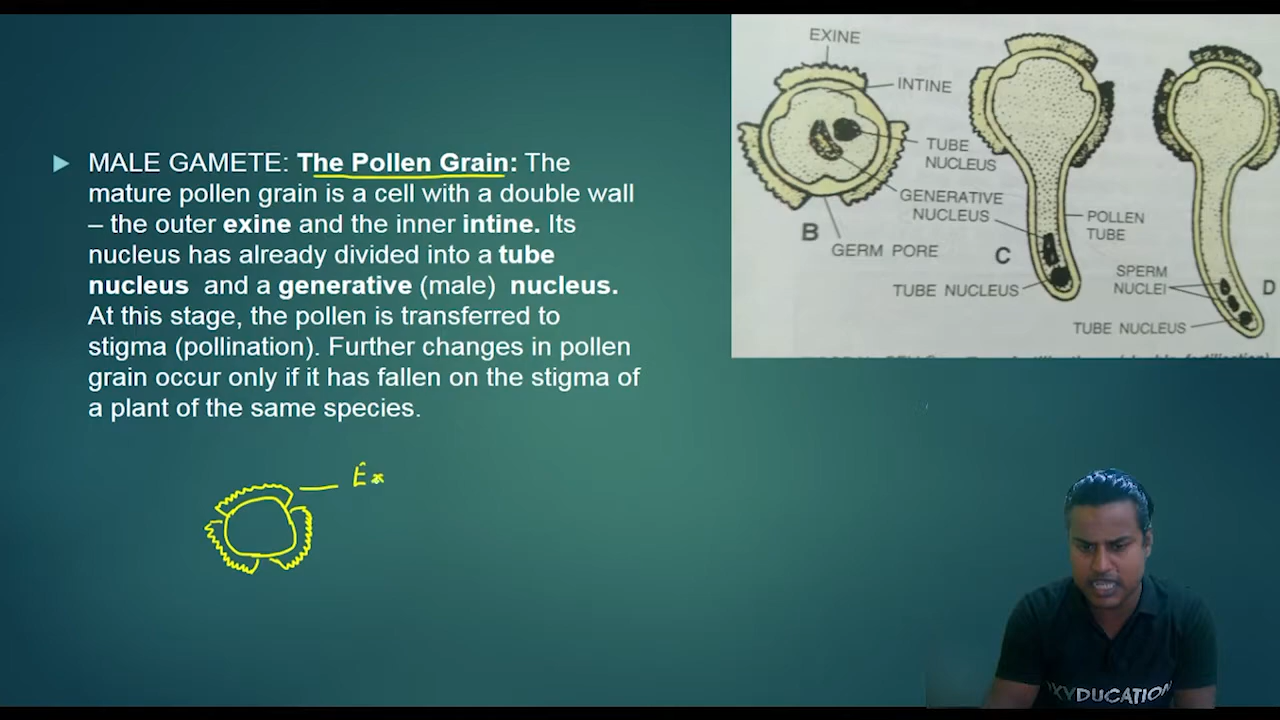 MALE GAMETE: The Pollen Grain: The
mature pollen grain is a cell with a double wall
– the outer exine and the inner intine. Its
nucleus has already divided into a tube
nucleus and a generative (male) nucleus.
At this stage, the pollen is transferred to
stigma (pollination). Further changes in pollen
grain occur only if it has fallen on the stigma of
a plant of the same species.
Ex
EXINE
INTINE
TUBE
NUCLEUS
GENERATIVE
NUCLEUS
B
GERM PORE
C
POLLEN
TUBE
TUBE NUCLEUS
SPERM
NUCLEI
D
TUBE NUCLEUS